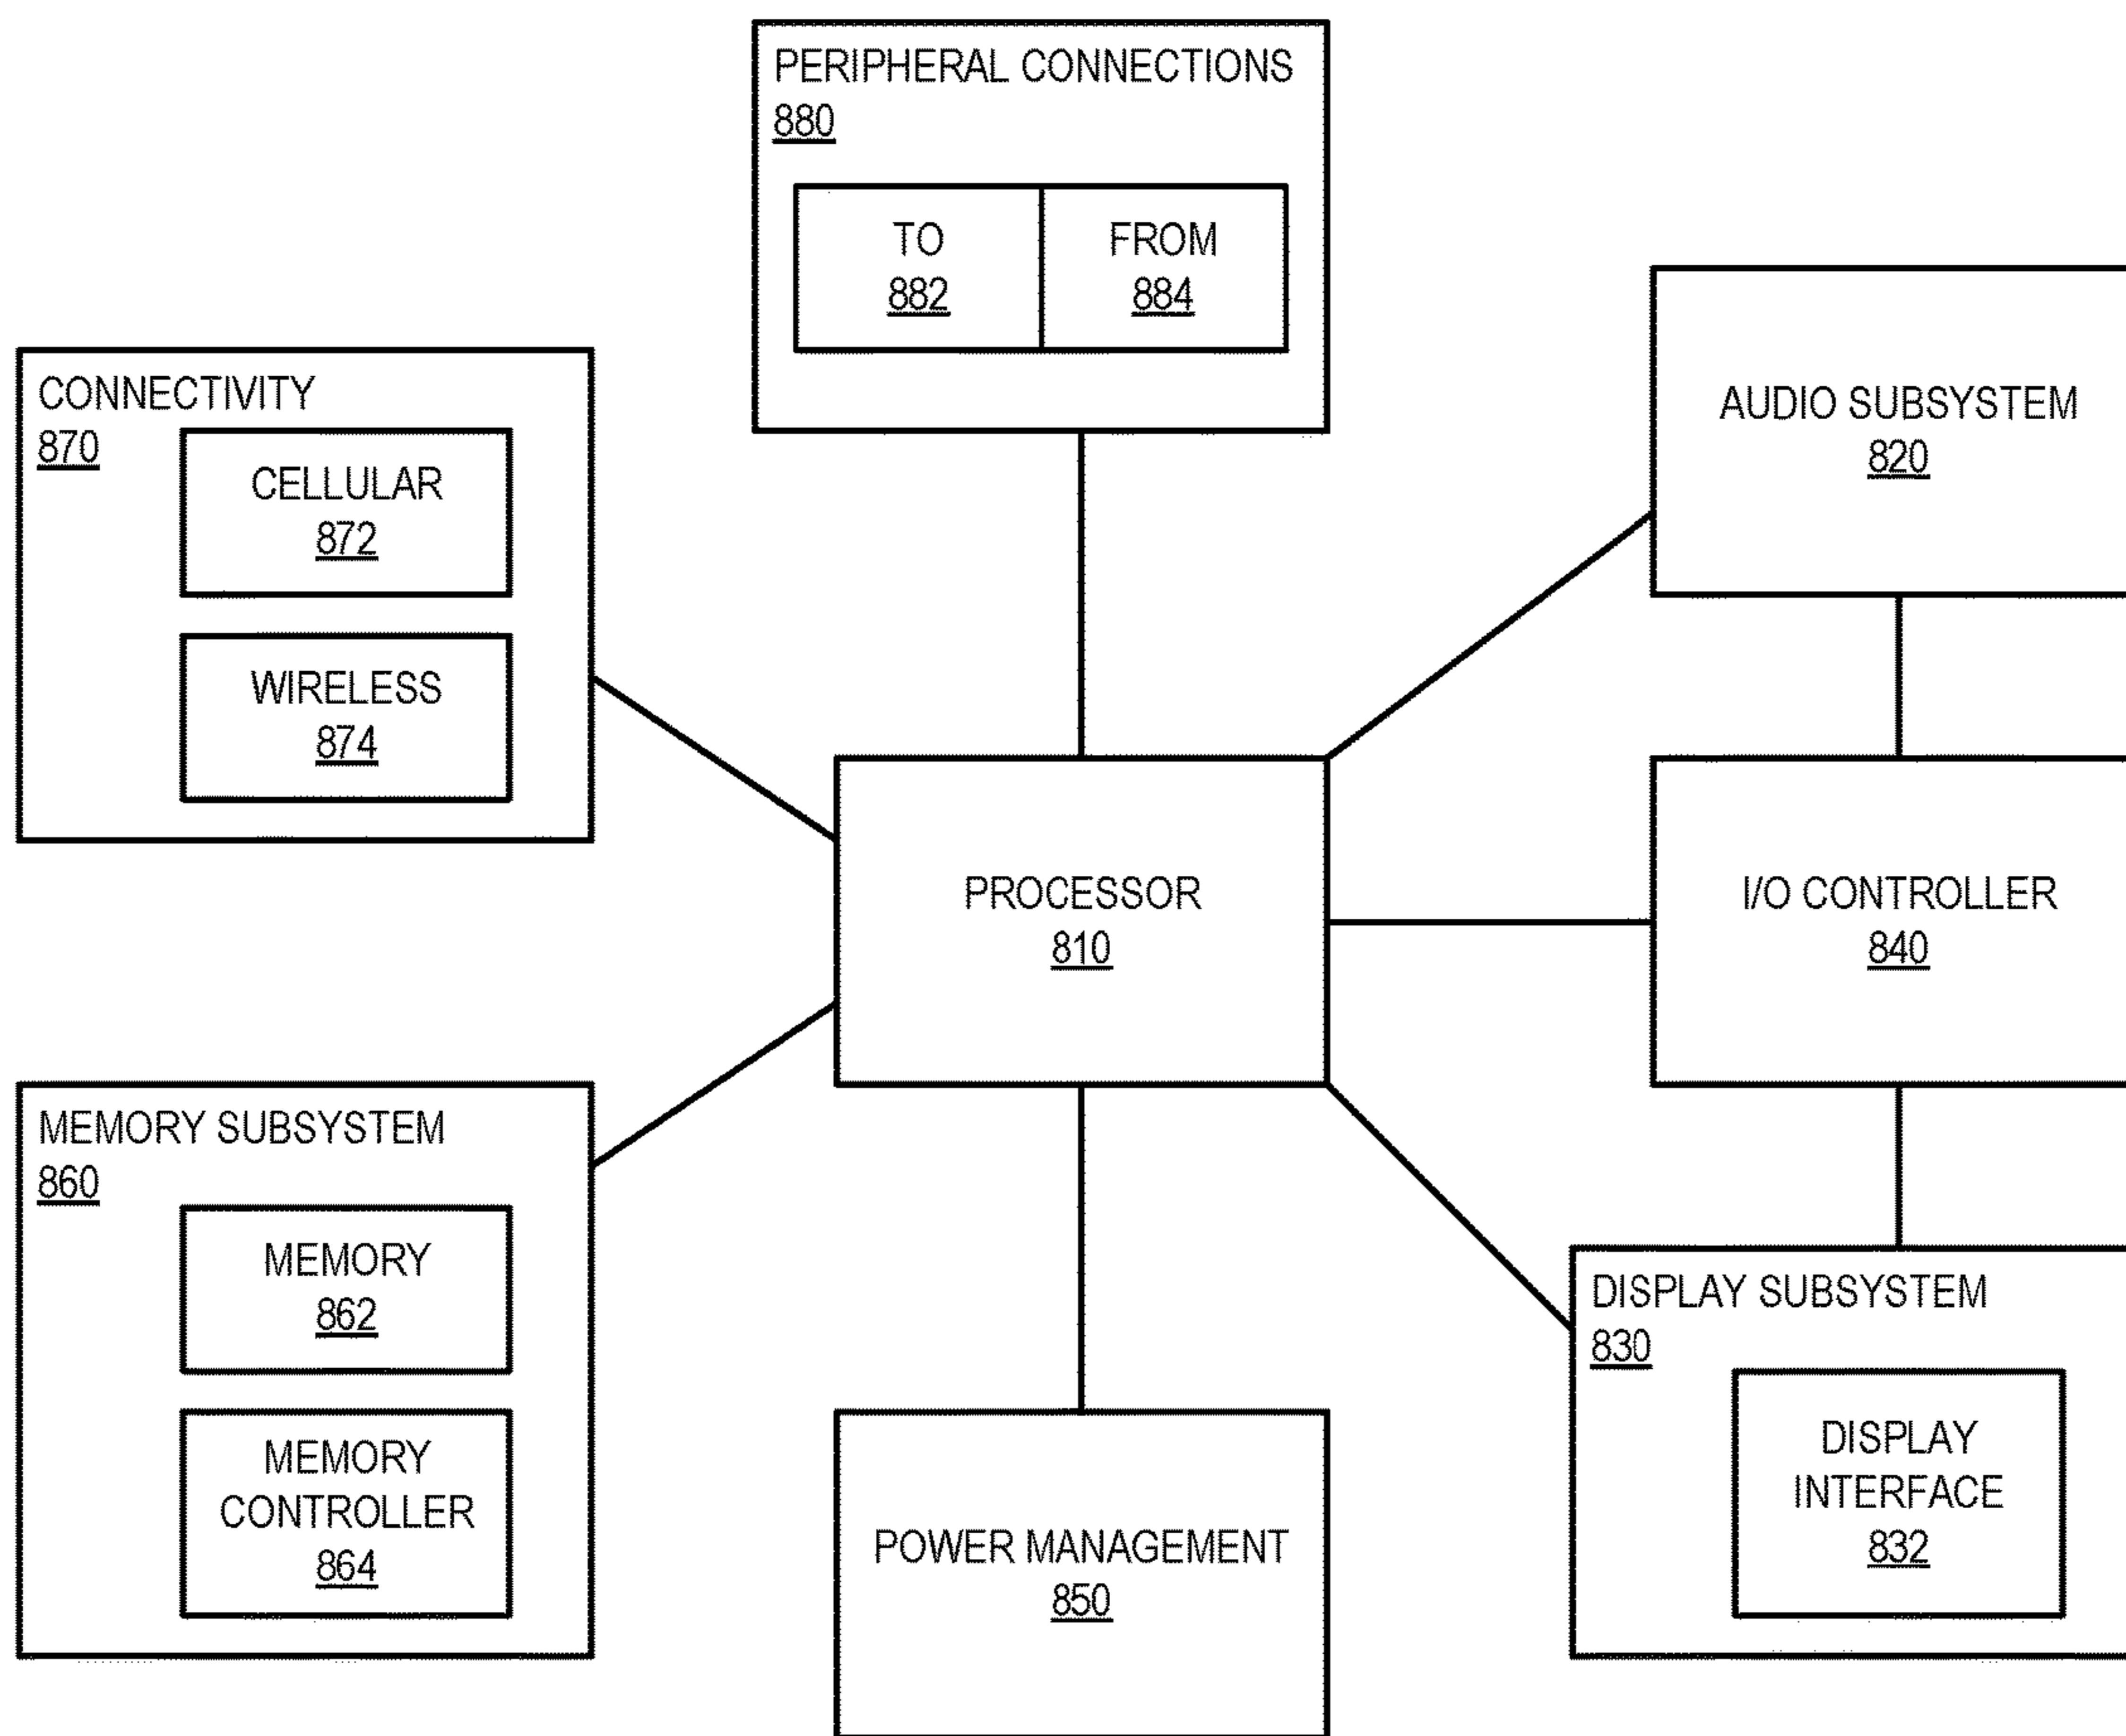 PERIPHERAL CONNECTIONS
880
TO
882
FROM
884
CONNECTIVITY
870
CELLULAR
872
WIRELESS
874
AUDIO SUBSYSTEM
820
PROCESSOR
810
I/O CONTROLLER
840
MEMORY SUBSYSTEM
860
MEMORY
862
MEMORY
CONTROLLER
864
POWER MANAGEMENT
850
DISPLAY SUBSYSTEM
830
DISPLAY
INTERFACE
832